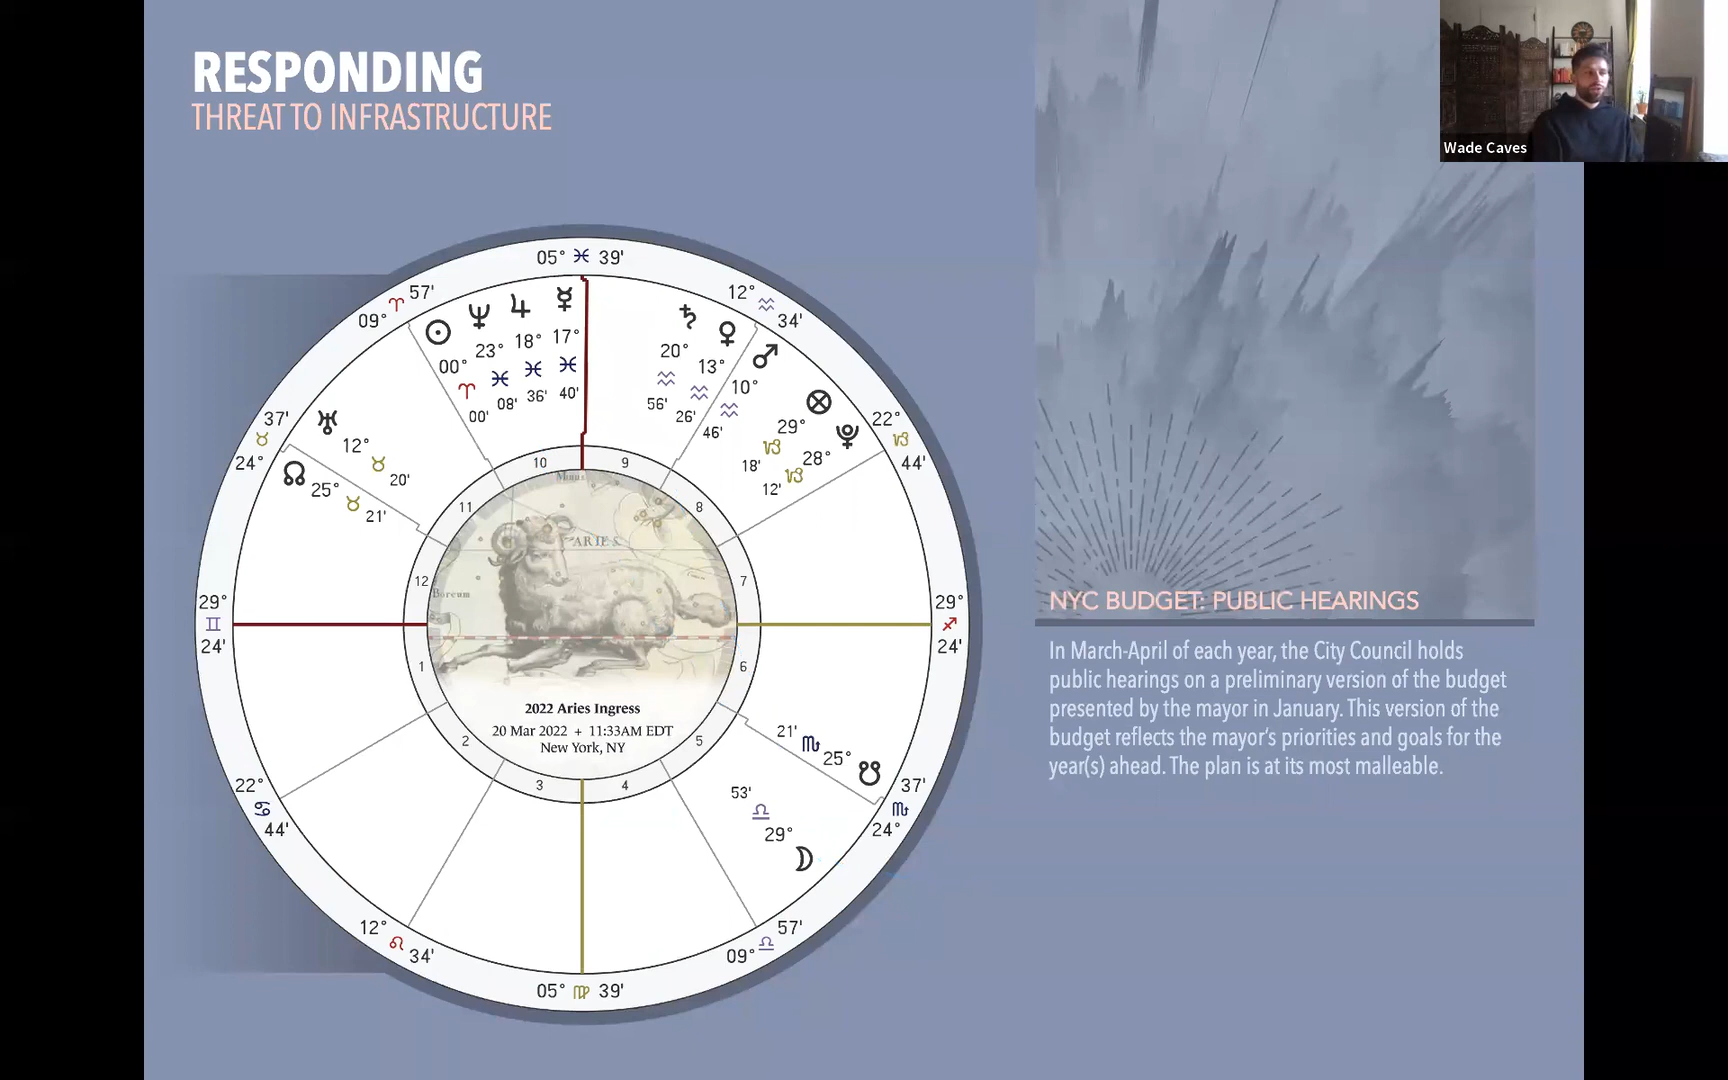 RESPONDING
THREAT TO INFRASTRUCTURE
Wade Caves
05° ♓ 39'
09° ♈ 57'
12° ♒ 34'
☉ 00° ♈ 00'
♆ 23° ♓ 08'
♃ 18° ♓ 36'
☿ 17° ♓ 40'
♄ 20° ♒ 56'
♀ 13° ♒ 26'
♂ 10° ♒ 46'
⊗ 29° ♑ 18'
♇ 28° ♑ 12'
22° ♑ 44'
24° ♉ 37'
♅ 12° ♉ 20'
☊ 25° ♉ 21'
10
9
11
8
12
7
1
6
2
5
3
4
Minus
ARIES
Boreum
29° ♊ 24'
29° ♐ 24'
2022 Aries Ingress
20 Mar 2022 + 11:33AM EDT
New York, NY
21' ♏ 25° ☋
53' ♎ 29° ☽
22° ♋ 44'
37' ♏ 24°
12° ♌ 34'
09° ♎ 57'
05° ♍ 39'
NYC BUDGET: PUBLIC HEARINGS
In March-April of each year, the City Council holds
public hearings on a preliminary version of the budget
presented by the mayor in January. This version of the
budget reflects the mayor's priorities and goals for the
year(s) ahead. The plan is at its most malleable.